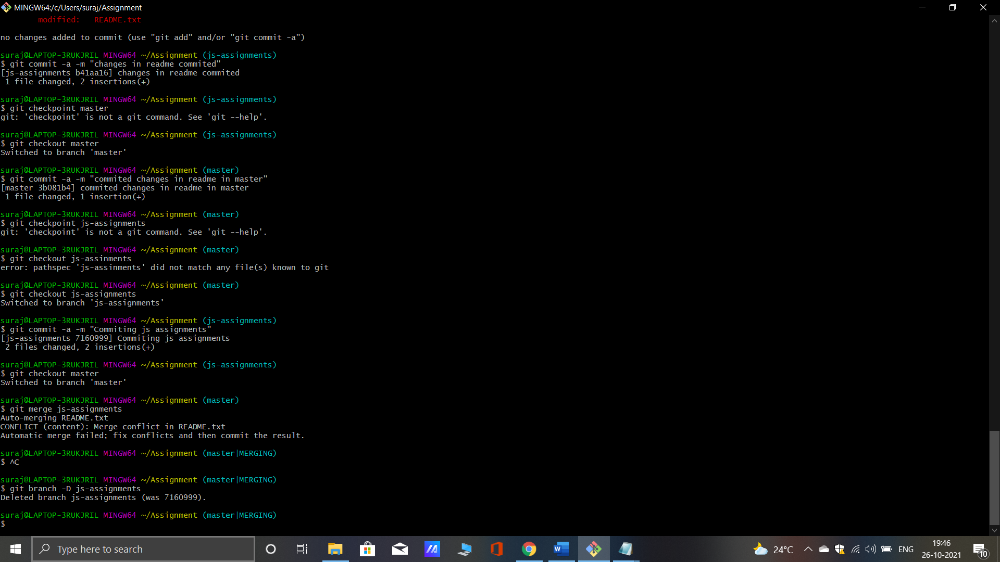 MINGW64:/c/Users/suraj/Assignment
modified: README.txt
no changes added to commit (use "git add" and/or "git commit -a")
suraj@LAPTOP-3RUKJRIL MINGW64 ~/Assignment (js-assignments)
$ git commit -a -m "changes in readme commited"
[js-assignments b41aa16] changes in readme commited
1 file changed, 2 insertions(+)
suraj@LAPTOP-3RUKJRIL MINGW64 ~/Assignment (js-assignments)
$ git checkpoint master
git: 'checkpoint' is not a git command. See 'git --help'.
suraj@LAPTOP-3RUKJRIL MINGW64 ~/Assignment (js-assignments)
$ git checkout master
Switched to branch 'master'
suraj@LAPTOP-3RUKJRIL MINGW64 ~/Assignment (master)
$ git commit -a -m "commited changes in readme in master"
[master 3b081b4] commited changes in readme in master
1 file changed, 1 insertion(+)
suraj@LAPTOP-3RUKJRIL MINGW64 ~/Assignment (master)
$ git checkpoint js-assignments
git: 'checkpoint' is not a git command. See 'git --help'.
suraj@LAPTOP-3RUKJRIL MINGW64 ~/Assignment (master)
$ git checkout js-assinments
error: pathspec 'js-assinments' did not match any file(s) known to git
suraj@LAPTOP-3RUKJRIL MINGW64 ~/Assignment (master)
$ git checkout js-assignments
Switched to branch 'js-assignments'
suraj@LAPTOP-3RUKJRIL MINGW64 ~/Assignment (js-assignments)
$ git commit -a -m "Commiting js assignments"
[js-assignments 7160999] Commiting js assignments
2 files changed, 2 insertions(+)
suraj@LAPTOP-3RUKJRIL MINGW64 ~/Assignment (js-assignments)
$ git checkout master
Switched to branch 'master'
suraj@LAPTOP-3RUKJRIL MINGW64 ~/Assignment (master)
$ git merge js-assignments
Auto-merging README.txt
CONFLICT (content): Merge conflict in README.txt
Automatic merge failed; fix conflicts and then commit the result.
suraj@LAPTOP-3RUKJRIL MINGW64 ~/Assignment (master|MERGING)
$ ^C
suraj@LAPTOP-3RUKJRIL MINGW64 ~/Assignment (master|MERGING)
$ git branch -D js-assignments
Deleted branch js-assignments (was 7160999).
suraj@LAPTOP-3RUKJRIL MINGW64 ~/Assignment (master|MERGING)
$
Type here to search
24°C
ENG
19:46
26-10-2021
10